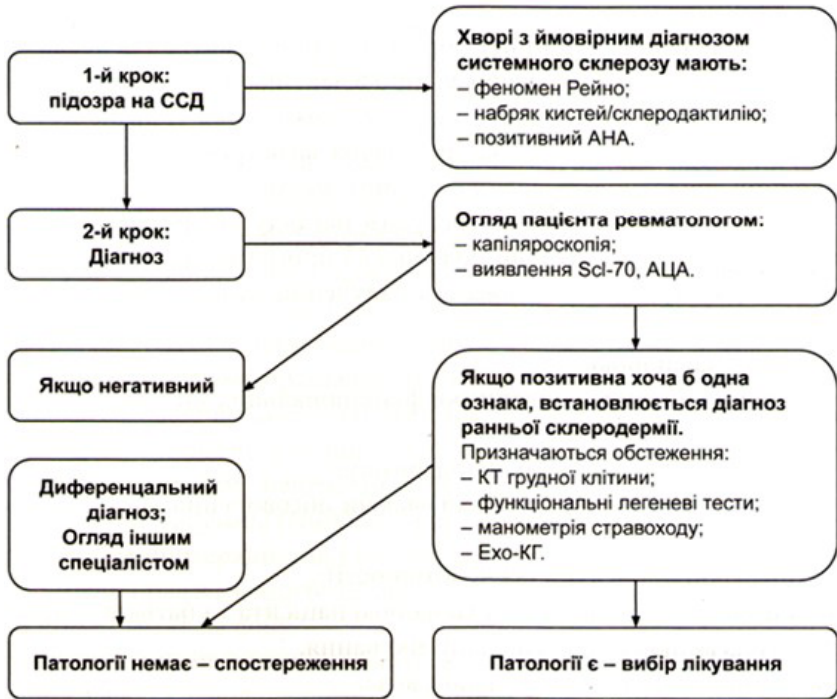 1-й крок:
підозра на ССД
Хворі з ймовірним діагнозом
системного склерозу мають:
– феномен Рейно;
– набряк кистей/склеродактилію;
– позитивний АНА.
2-й крок:
Діагноз
Огляд пацієнта ревматологом:
– капіляроскопія;
– виявлення Scl-70, АЦА.
Якщо негативний
Якщо позитивна хоча б одна
ознака, встановлюється діагноз
ранньої склеродермії.
Призначаються обстеження:
– КТ грудної клітини;
– функціональні легеневі тести;
– манометрія стравоходу;
– Ехо-КГ.
Диференцальний
діагноз;
Огляд іншим
спеціалістом
Патології немає – спостереження
Патології є – вибір лікування